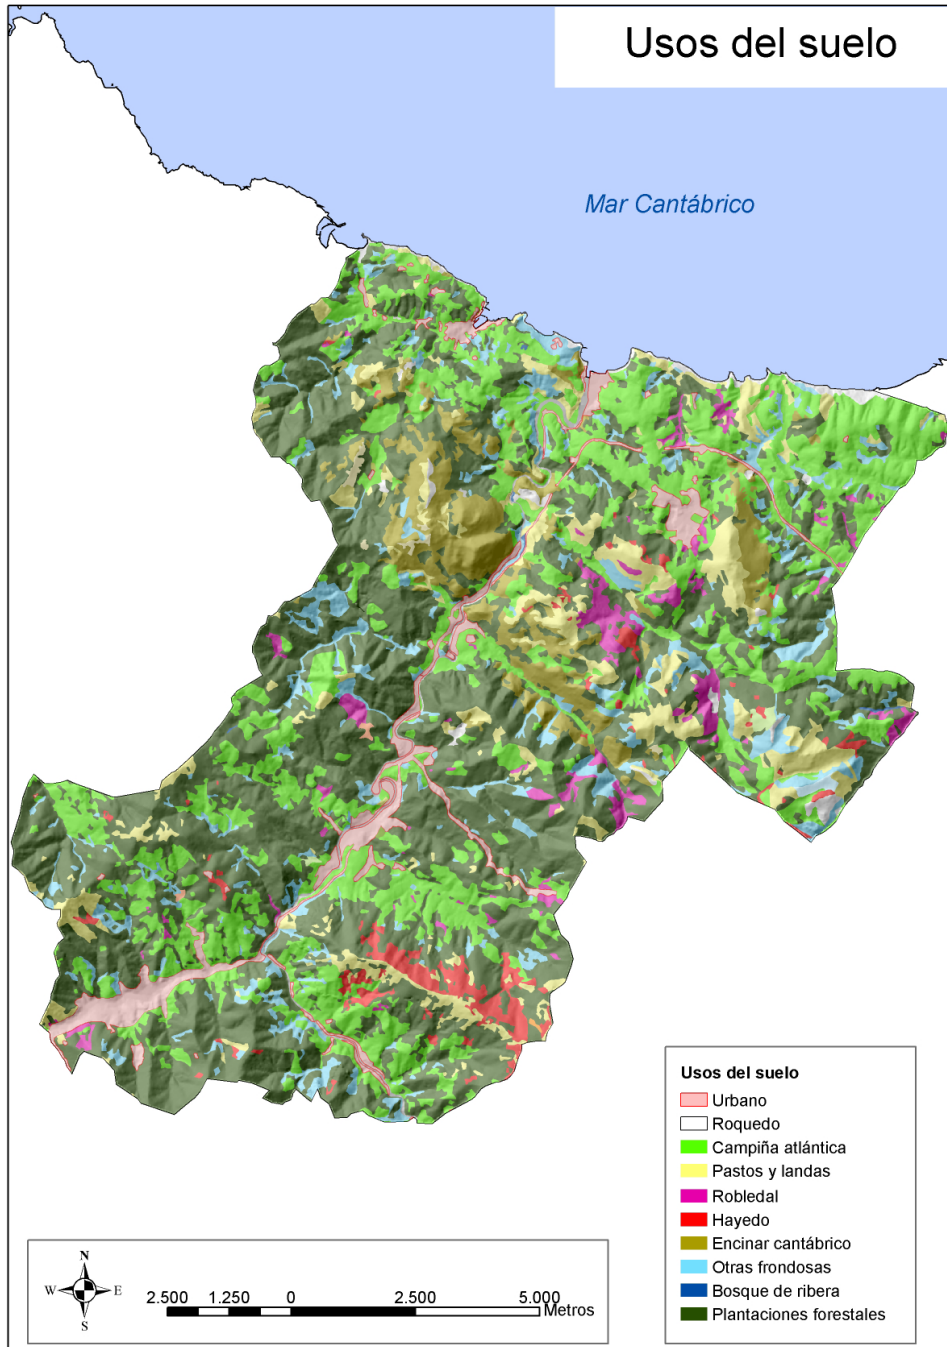 Usos del suelo
Mar Cantábrico
Usos del suelo
Urbano
Roquedo
Campiña atlántica
Pastos y landas
Robledal
Hayedo
Encinar cantábrico
Otras frondosas
Bosque de ribera
Plantaciones forestales
N
W E
S
2.500 1.250 0 2.500 5.000
Metros